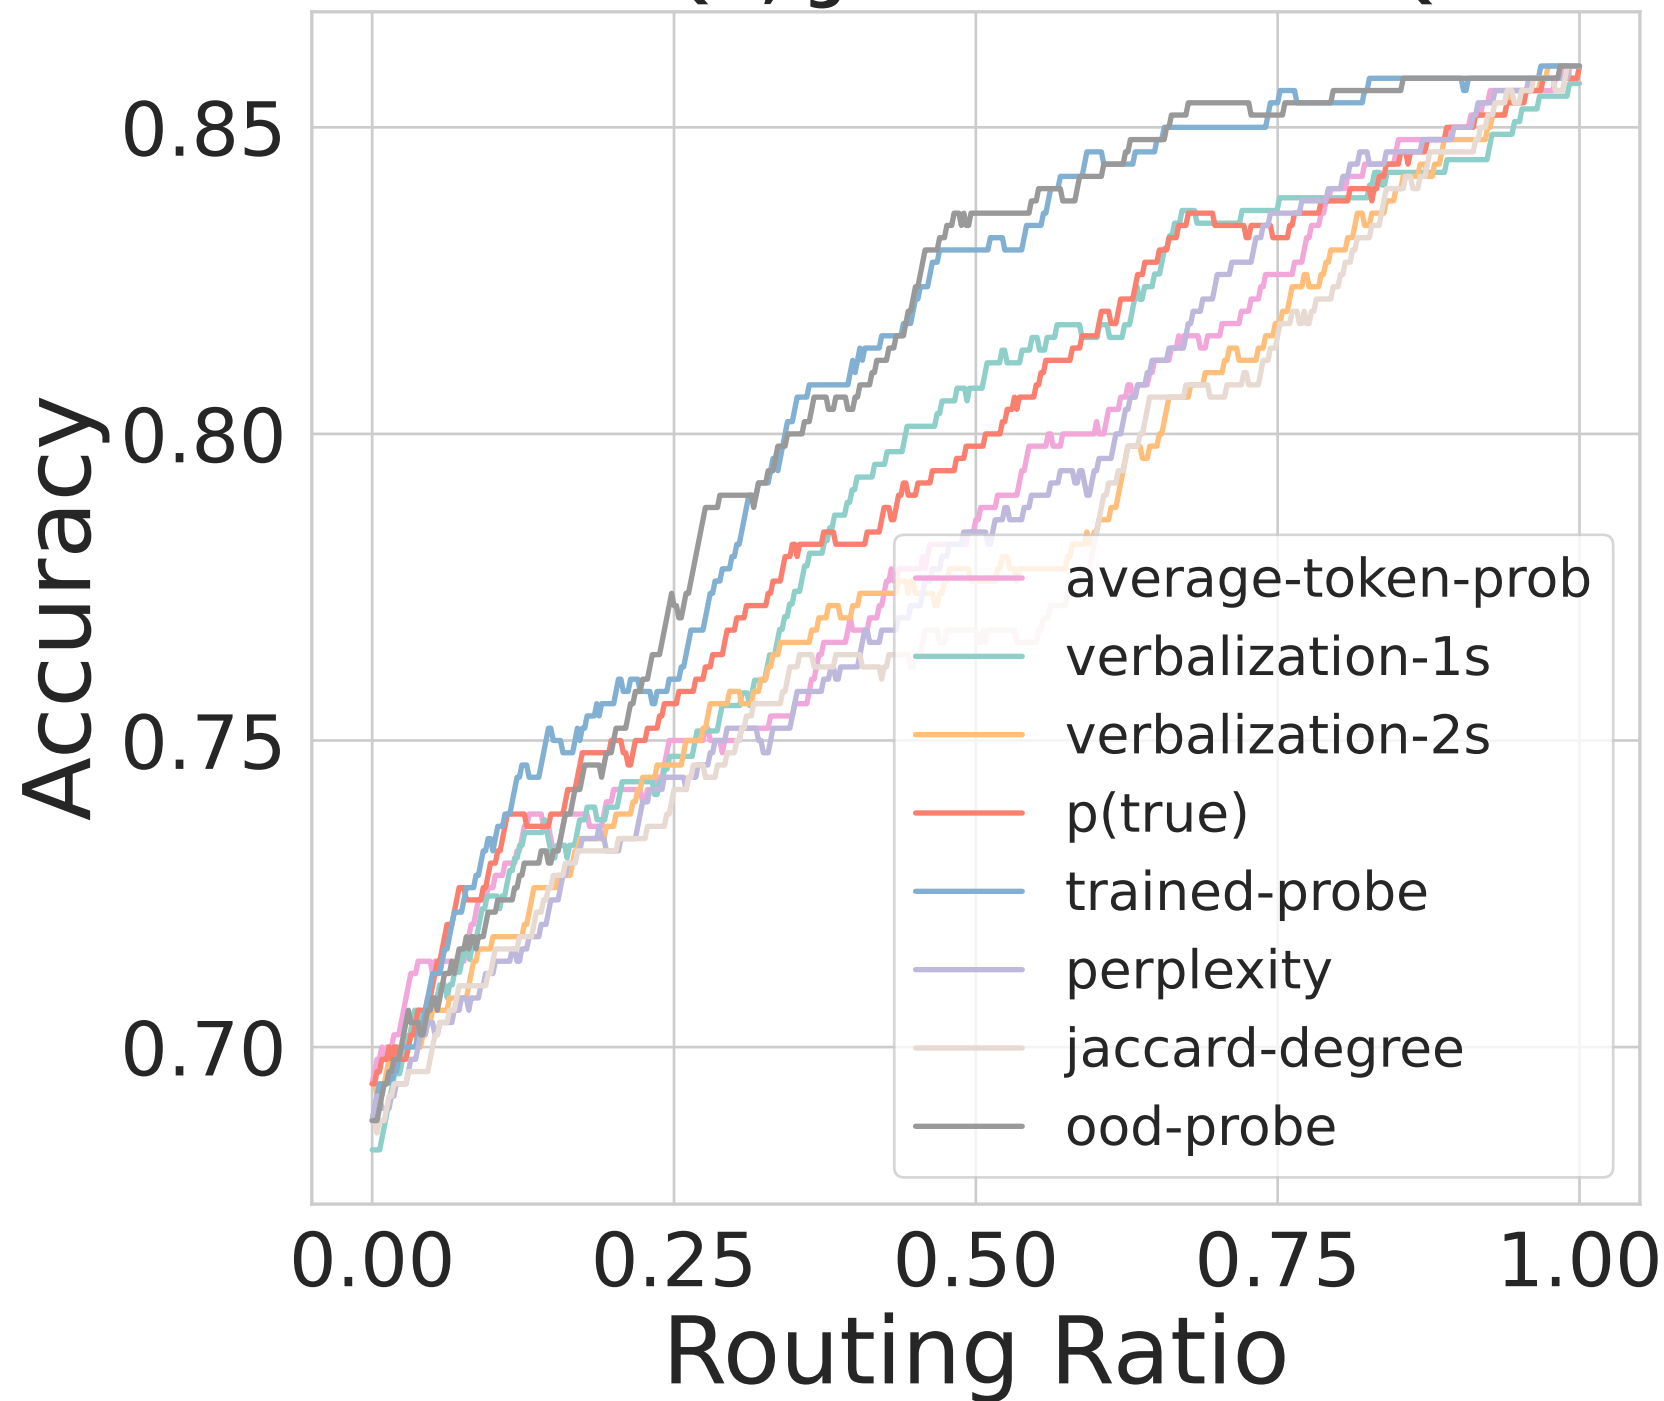 Accuracy
0.85
0.80
0.75
0.70
average-token-prob
verbalization-1s
verbalization-2s
p(true)
trained-probe
perplexity
jaccard-degree
ood-probe
0.00 0.25 0.50 0.75 1.00
Routing Ratio